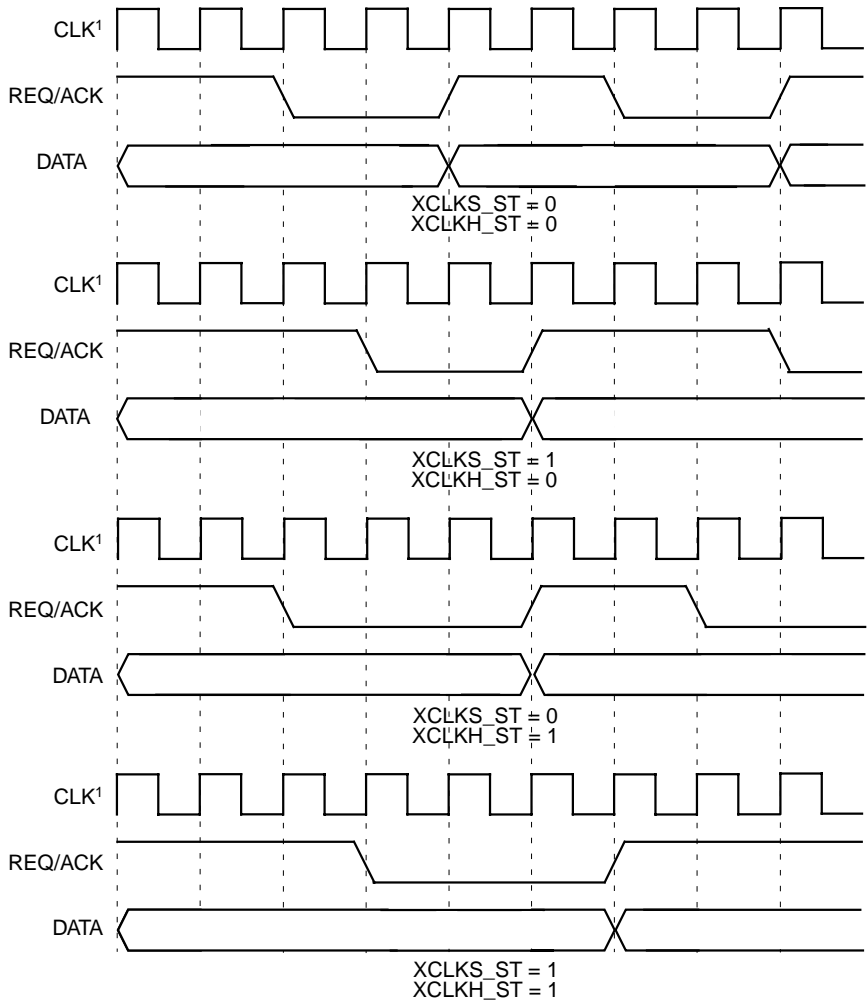 CLK¹
REQ/ACK
DATA
XCLKS_ST = 0
XCLKH_ST = 0
CLK¹
REQ/ACK
DATA
XCLKS_ST = 1
XCLKH_ST = 0
CLK¹
REQ/ACK
DATA
XCLKS_ST = 0
XCLKH_ST = 1
CLK¹
REQ/ACK
DATA
XCLKS_ST = 1
XCLKH_ST = 1